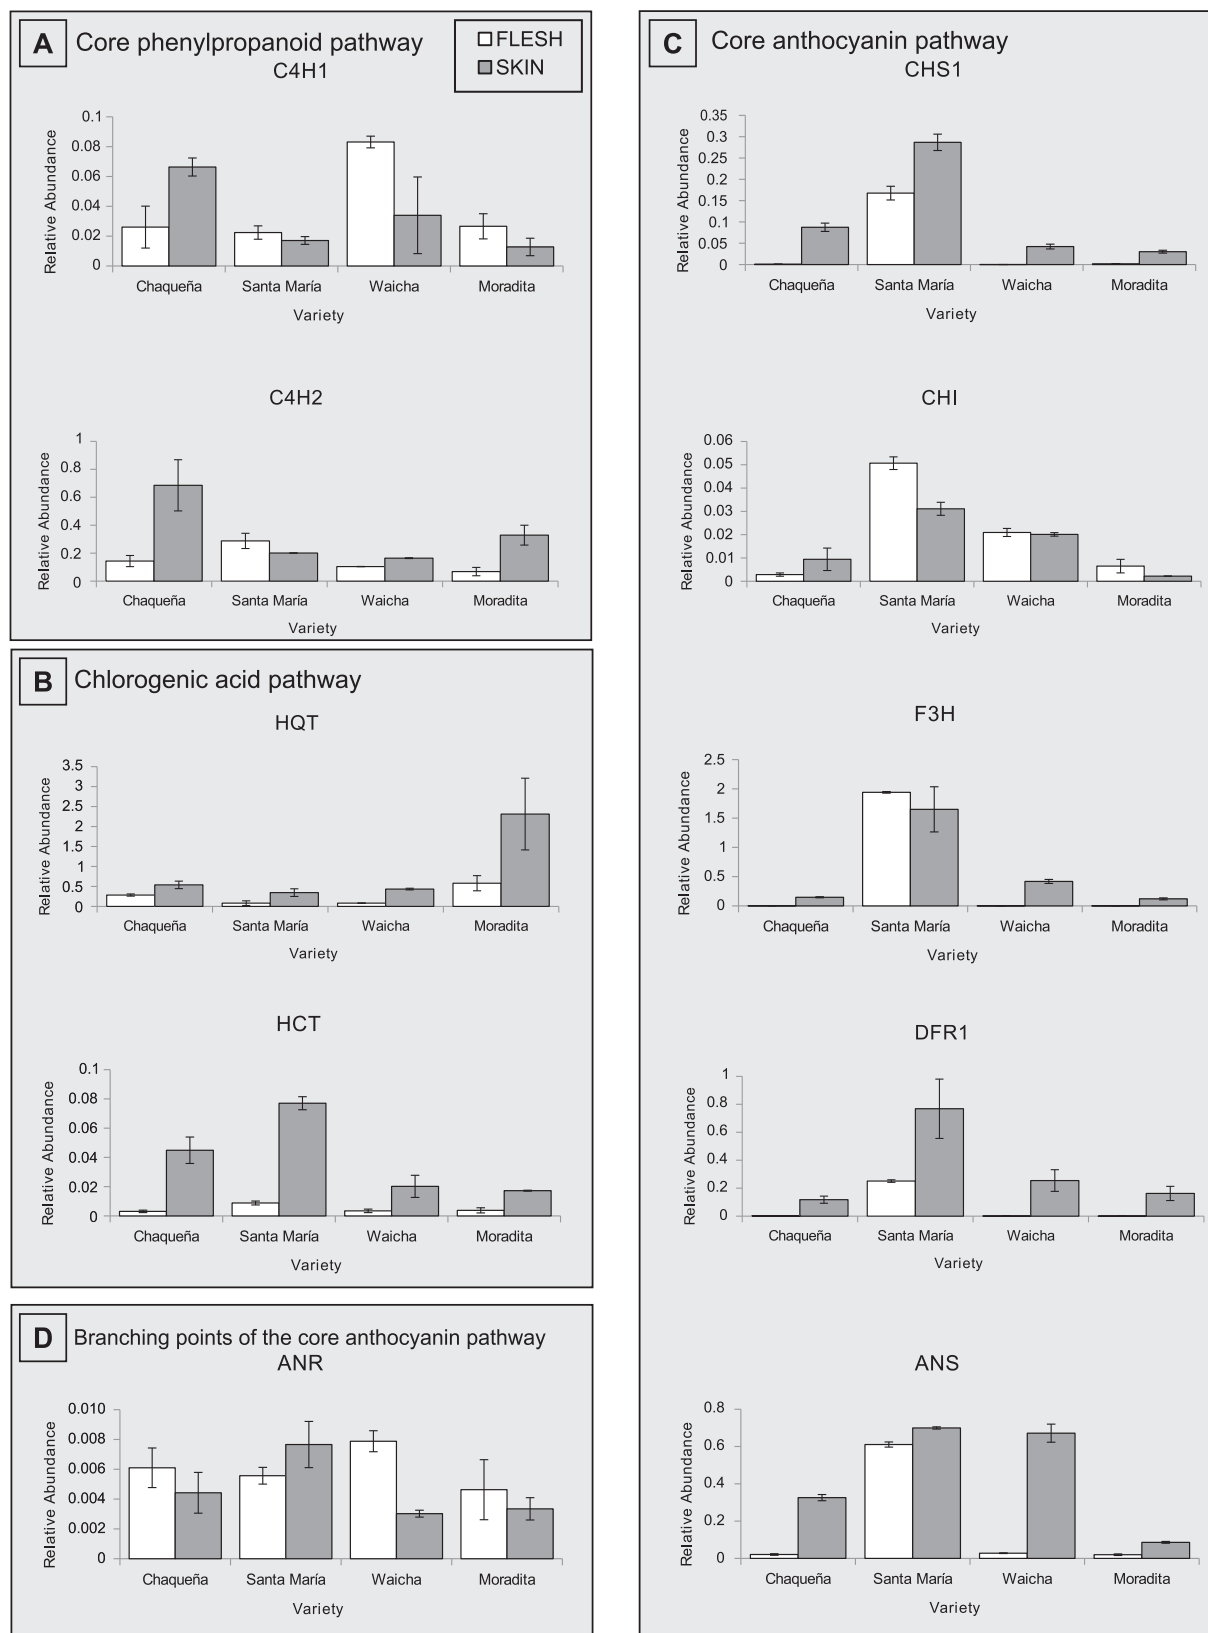 A Core phenylpropanoid pathway
FLESH
SKIN
C4H1
Relative Abundance
0.1
0.08
0.06
0.04
0.02
0
Chaqueña Santa María Waicha Moradita
Variety
C4H2
Relative Abundance
1
0.8
0.6
0.4
0.2
0
Chaqueña Santa María Waicha Moradita
Variety
B Chlorogenic acid pathway
HQT
Relative Abundance
3.5
3
2.5
2
1.5
1
0.5
0
Chaqueña Santa María Waicha Moradita
Variety
HCT
Relative Abundance
0.1
0.08
0.06
0.04
0.02
0
Chaqueña Santa María Waicha Moradita
Variety
D Branching points of the core anthocyanin pathway
ANR
Relative Abundance
0.010
0.008
0.006
0.004
0.002
0
Chaqueña Santa María Waicha Moradita
Variety
C Core anthocyanin pathway
CHS1
Relative Abundance
0.35
0.3
0.25
0.2
0.15
0.1
0.05
0
Chaqueña Santa María Waicha Moradita
Variety
CHI
Relative Abundance
0.06
0.05
0.04
0.03
0.02
0.01
0
Chaqueña Santa María Waicha Moradita
Variety
F3H
Relative Abundance
2.5
2
1.5
1
0.5
0
Chaqueña Santa María Waicha Moradita
Variety
DFR1
Relative Abundance
1
0.8
0.6
0.4
0.2
0
Chaqueña Santa María Waicha Moradita
Variety
ANS
Relative Abundance
0.8
0.6
0.4
0.2
0
Chaqueña Santa María Waicha Moradita
Variety